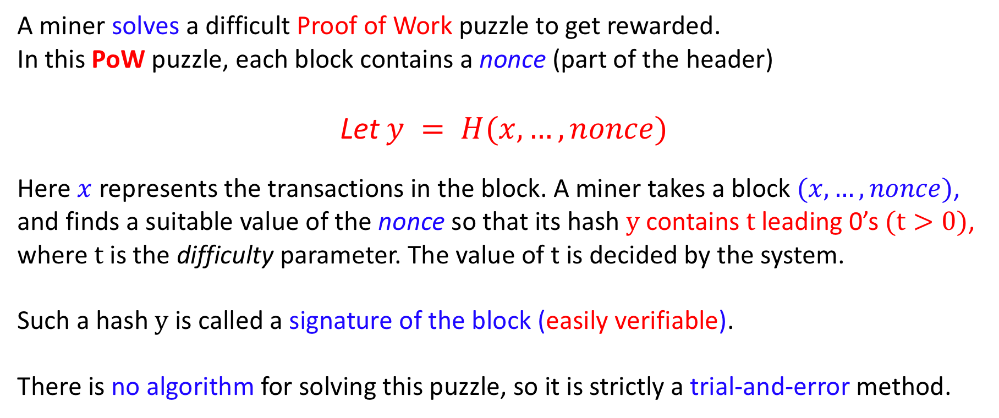 A miner solves a difficult Proof of Work puzzle to get rewarded.
In this PoW puzzle, each block contains a nonce (part of the header)
Let y = H(x, … , nonce)
Here x represents the transactions in the block. A miner takes a block (x, … , nonce),
and finds a suitable value of the nonce so that its hash y contains t leading 0’s (t > 0),
where t is the difficulty parameter. The value of t is decided by the system.
Such a hash y is called a signature of the block (easily verifiable).
There is no algorithm for solving this puzzle, so it is strictly a trial-and-error method.